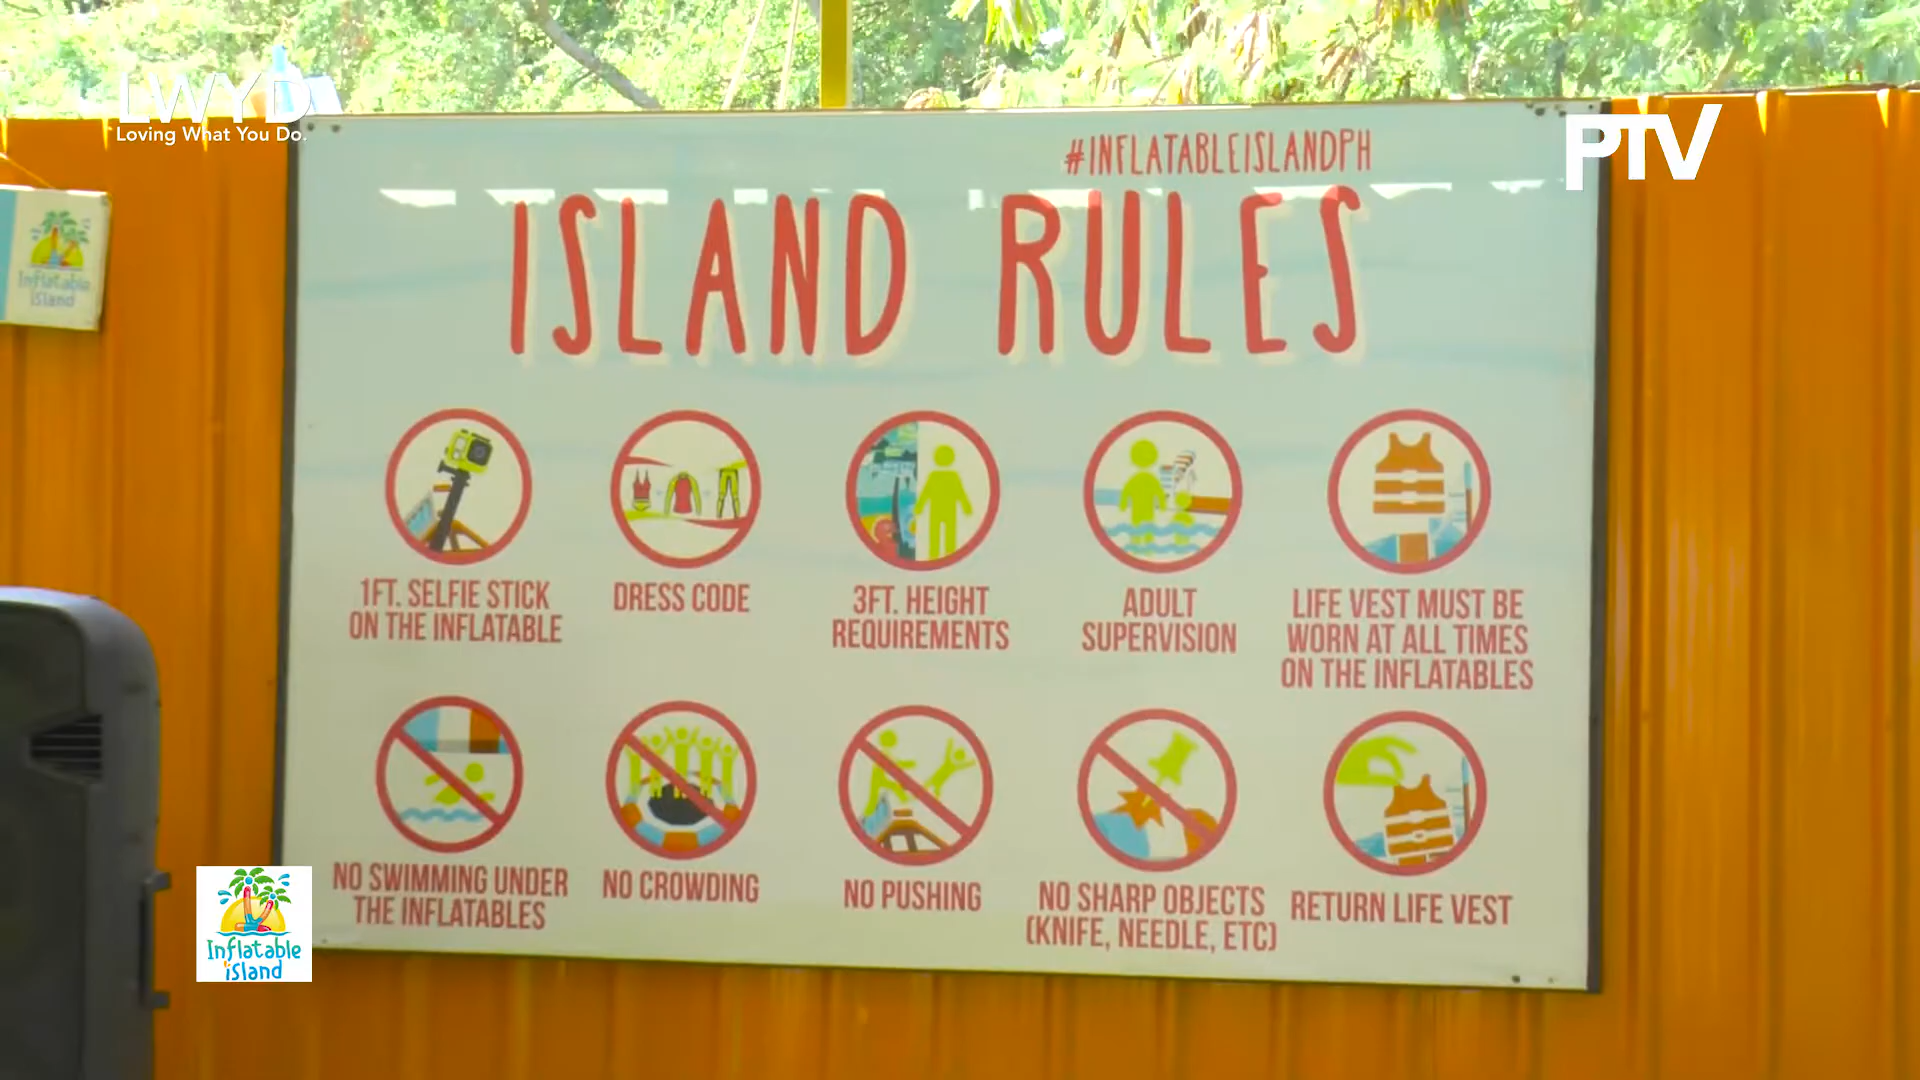 LWYD
Loving What You Do.
PTV
#INFLATABLEISLANDPH
ISLAND RULES
Inflatable
island
1FT. SELFIE STICK
ON THE INFLATABLE
DRESS CODE
3FT. HEIGHT
REQUIREMENTS
ADULT
SUPERVISION
LIFE VEST MUST BE
WORN AT ALL TIMES
ON THE INFLATABLES
NO SWIMMING UNDER
THE INFLATABLES
NO CROWDING
NO PUSHING
NO SHARP OBJECTS
(KNIFE, NEEDLE, ETC)
RETURN LIFE VEST
Inflatable
island